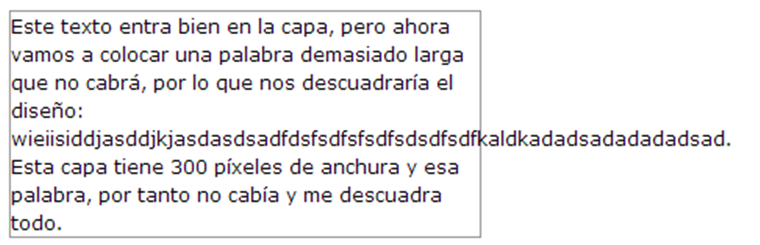 Este texto entra bien en la capa, pero ahora
vamos a colocar una palabra demasiado larga
que no cabrá, por lo que nos descuadraría el
diseño:
wieiisiddjasddjkjasdasdsadfdsfsdfsfsdfsdsdfsdfkaldkadadsadadadadsad.
Esta capa tiene 300 píxeles de anchura y esa
palabra, por tanto no cabía y me descuadra
todo.